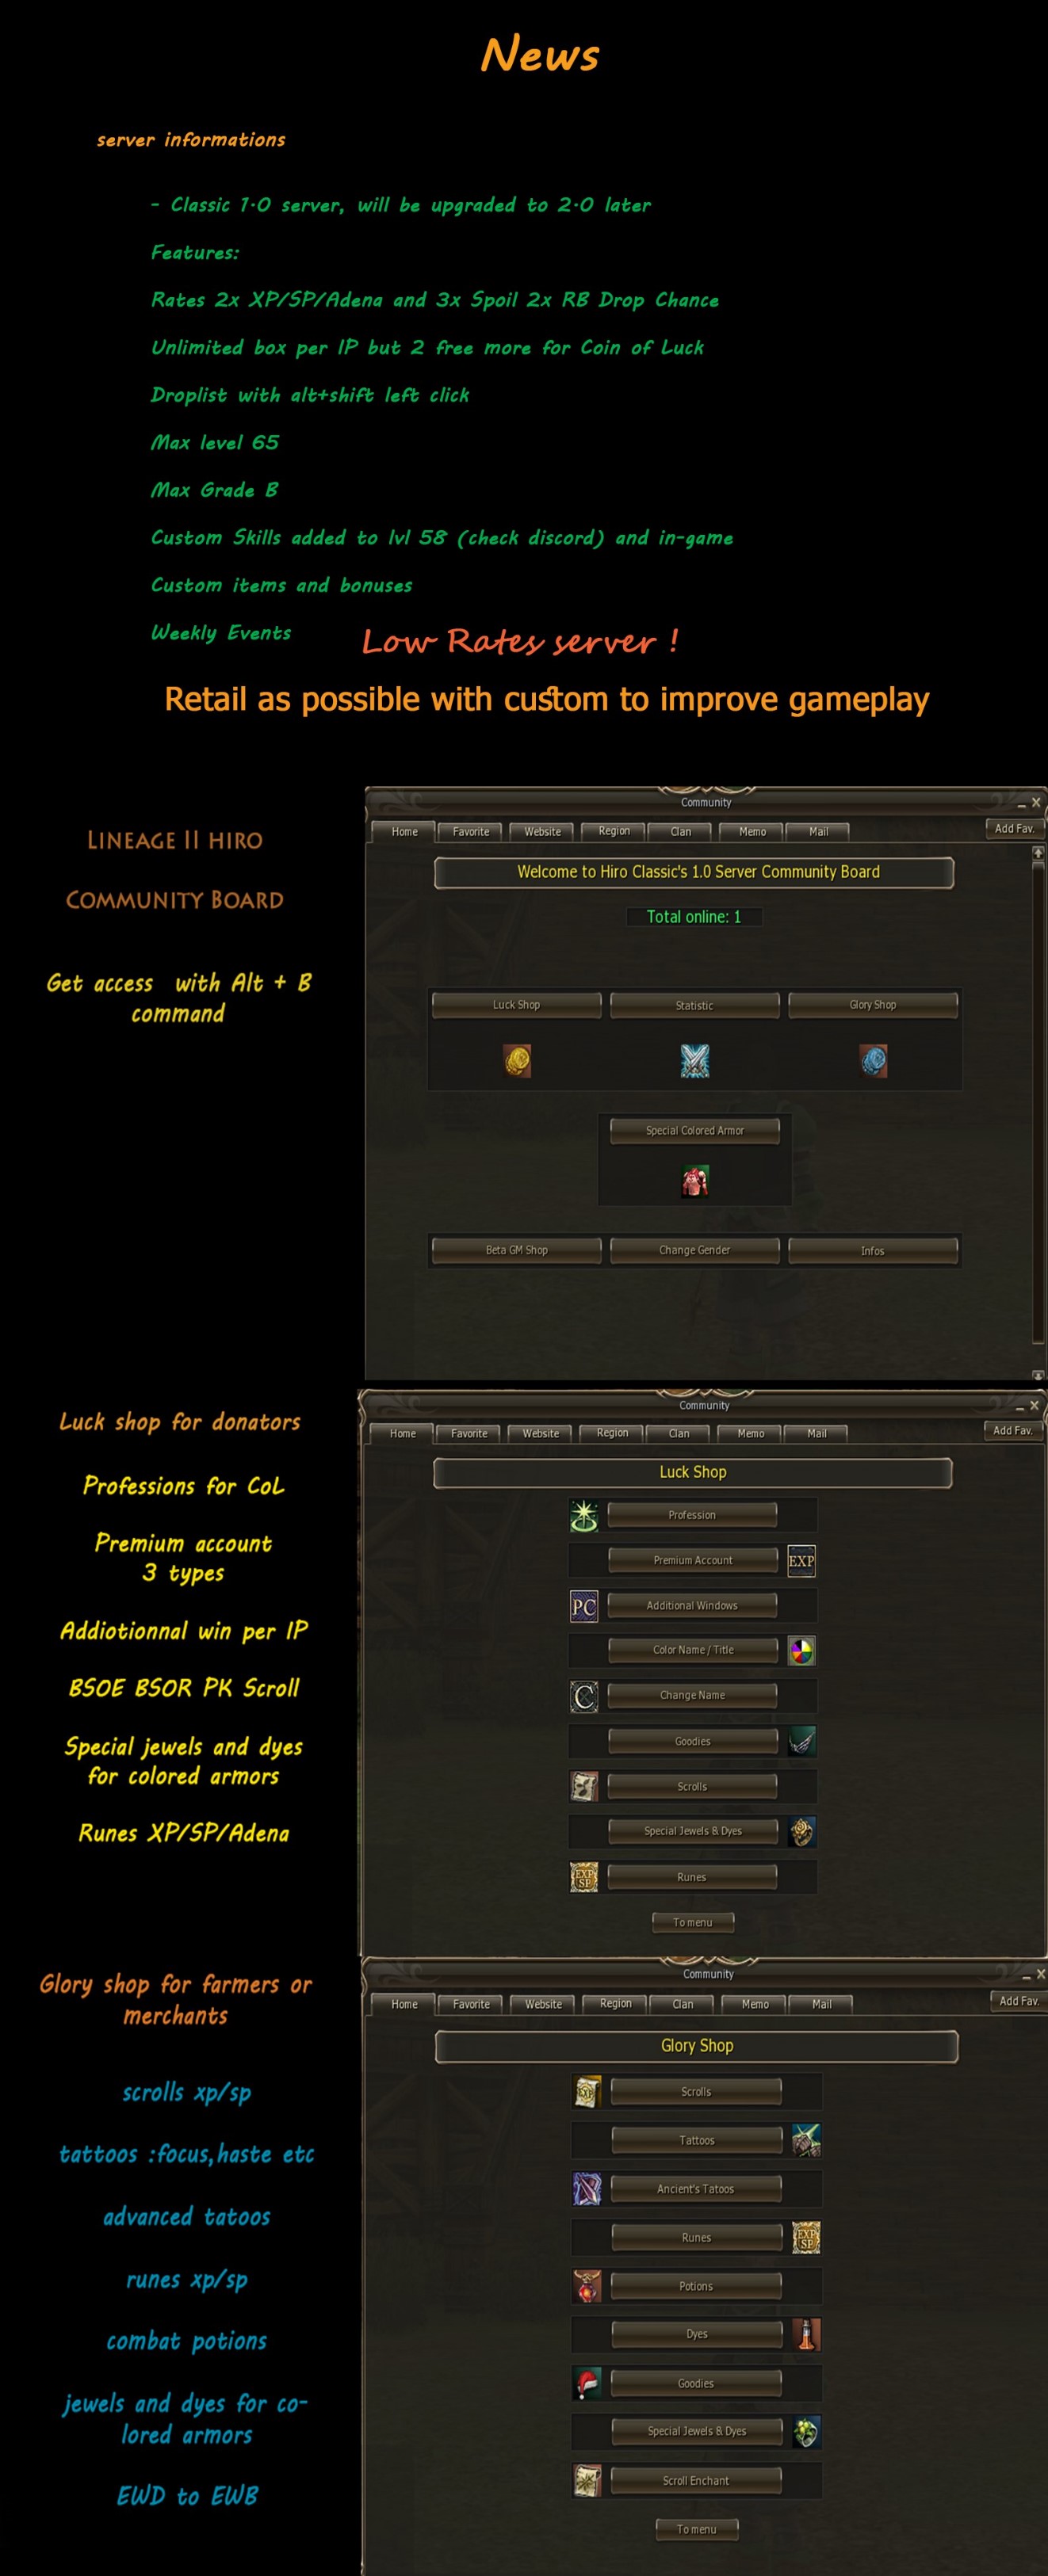 News
server informations
- Classic 1.0 server, will be upgraded to 2.0 later
Features:
Rates 2x XP/SP/Adena and 3x Spoil 2x RB Drop Chance
Unlimited box per IP but 2 free more for Coin of Luck
Droplist with alt+shift left click
Max level 65
Max Grade B
Custom Skills added to lvl 58 (check discord) and in-game
Custom items and bonuses
Weekly Events
Low Rates server !
Retail as possible with custom to improve gameplay
LINEAGE II HIRO
COMMUNITY BOARD
Get access with Alt + B
command
Community
Home Favorite Website Region Clan Memo Mail Add Fav.
Welcome to Hiro Classic's 1.0 Server Community Board
Total online: 1
Luck Shop Statistic Glory Shop
Special Colored Armor
Beta GM Shop Change Gender Infos
Luck shop for donators
Professions for CoL
Premium account
3 types
Addiotionnal win per IP
BSOE BSOR PK Scroll
Special jewels and dyes
for colored armors
Runes XP/SP/Adena
Community
Home Favorite Website Region Clan Memo Mail Add Fav.
Luck Shop
Profession
Premium Account EXP
PC Additional Windows
Color Name / Title
C Change Name
Goodies
Scrolls
Special Jewels & Dyes
EXP SP Runes
To menu
Glory shop for farmers or
merchants
scrolls xp/sp
tattoos :focus,haste etc
advanced tatoos
runes xp/sp
combat potions
jewels and dyes for co-
lored armors
EWD to EWB
Community
Home Favorite Website Region Clan Memo Mail Add Fav.
Glory Shop
Scrolls
Tattoos
Ancient's Tatoos
Runes EXP SP
Potions
Dyes
Goodies
Special Jewels & Dyes
Scroll Enchant
To menu